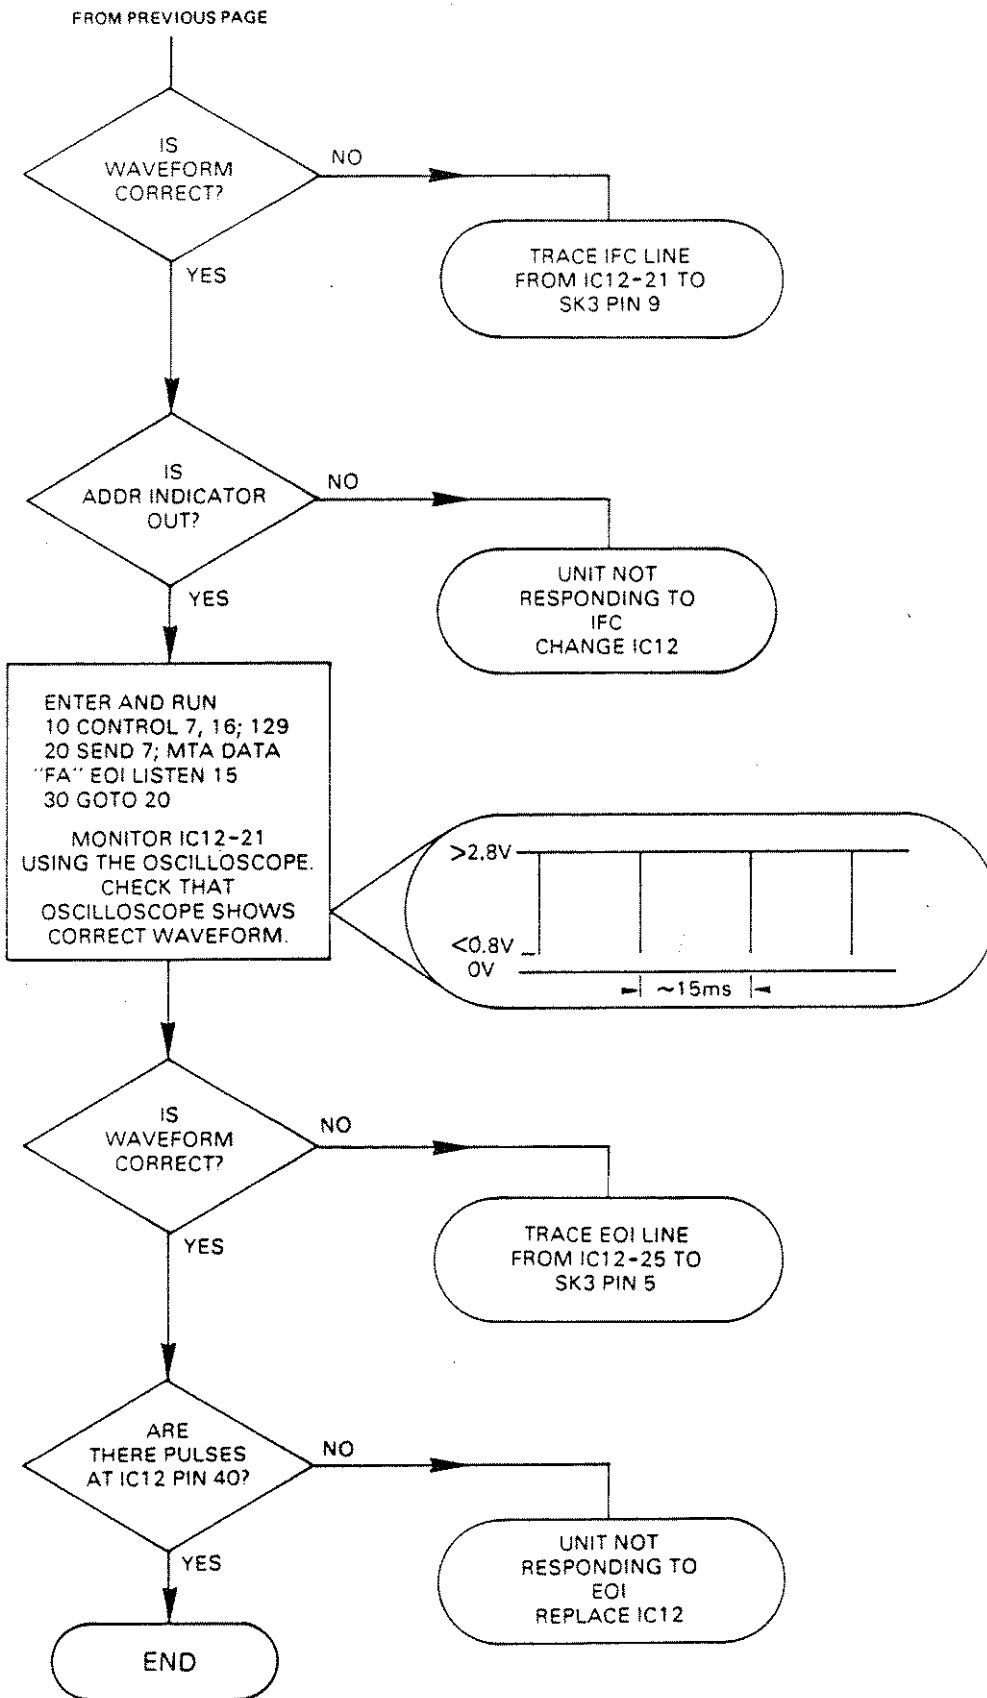 FROM PREVIOUS PAGE
IS
WAVEFORM
CORRECT?
NO
YES
TRACE IFC LINE
FROM IC12-21 TO
SK3 PIN 9
IS
ADDR INDICATOR
OUT?
NO
YES
UNIT NOT
RESPONDING TO
IFC
CHANGE IC12
ENTER AND RUN
10 CONTROL 7, 16; 129
20 SEND 7; MTA DATA
"FA" EOI LISTEN 15
30 GOTO 20
MONITOR IC12-21
USING THE OSCILLOSCOPE.
CHECK THAT
OSCILLOSCOPE SHOWS
CORRECT WAVEFORM.
>2.8V
<0.8V
0V
~15ms
IS
WAVEFORM
CORRECT?
NO
YES
TRACE EOI LINE
FROM IC12-25 TO
SK3 PIN 5
ARE
THERE PULSES
AT IC12 PIN 40?
NO
YES
UNIT NOT
RESPONDING TO
EOI
REPLACE IC12
END